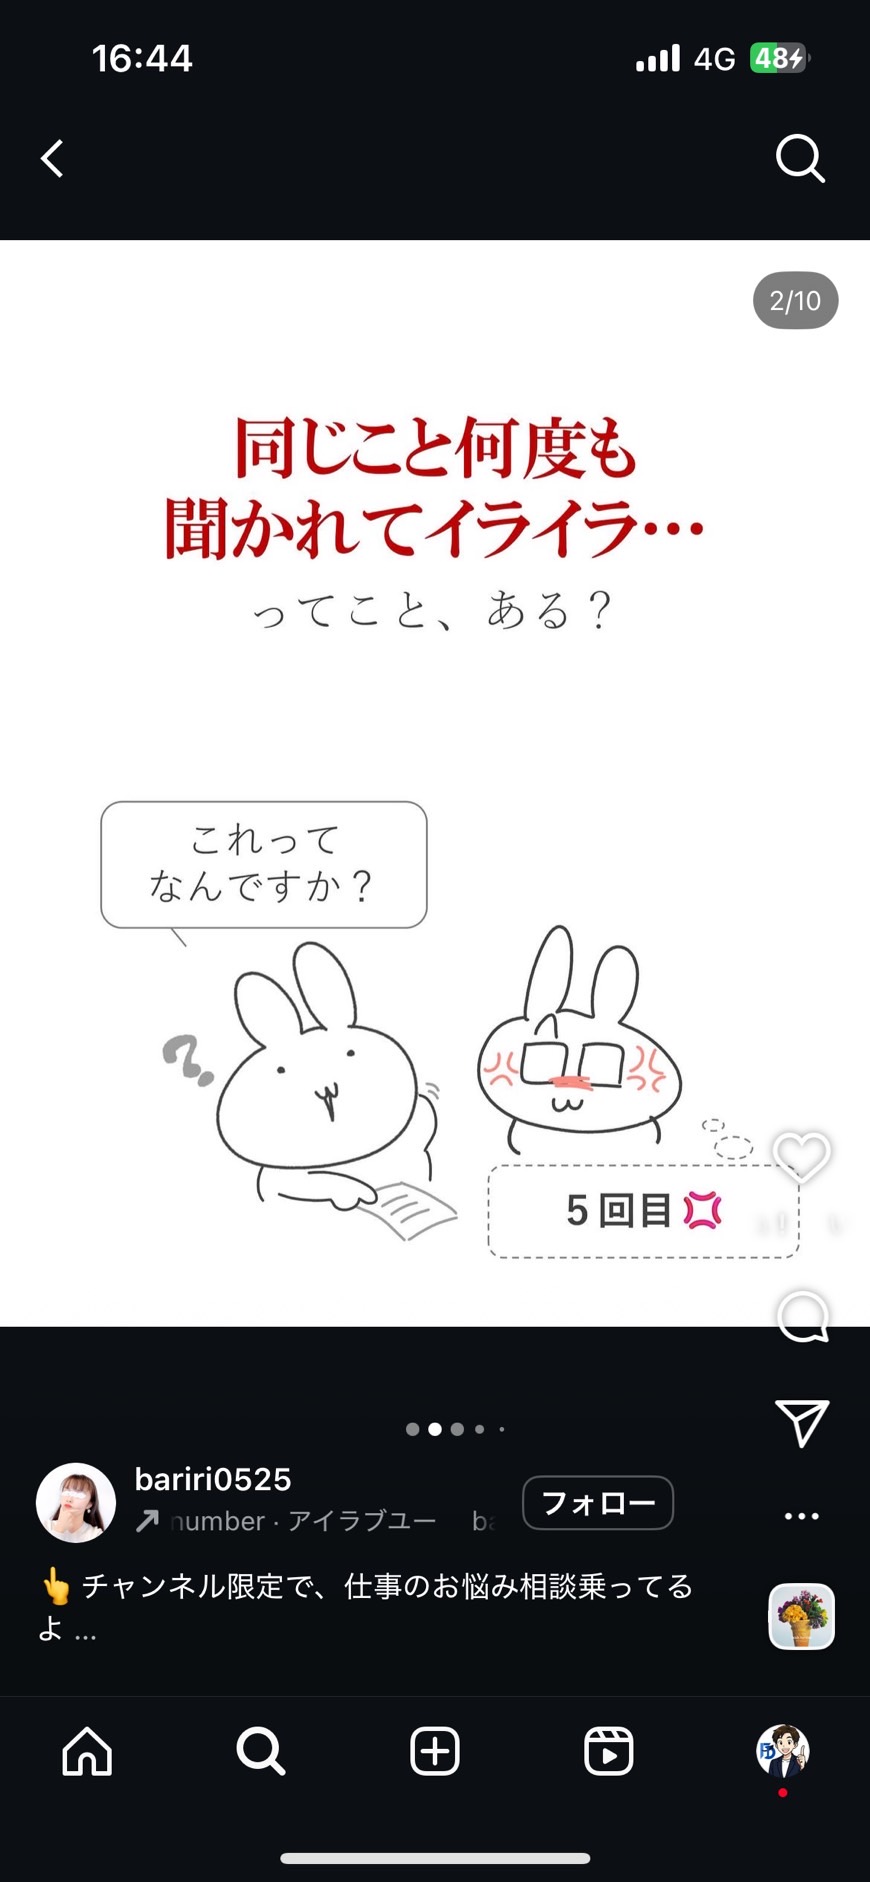 16:44
4G
48
2/10
同じこと何度も
聞かれてイライラ…
ってこと、ある？
これって
なんですか？
?
5回目💢
bariri0525
number · アイラブユー
フォロー
👆チャンネル限定で、仕事のお悩み相談乗ってる
よ ...